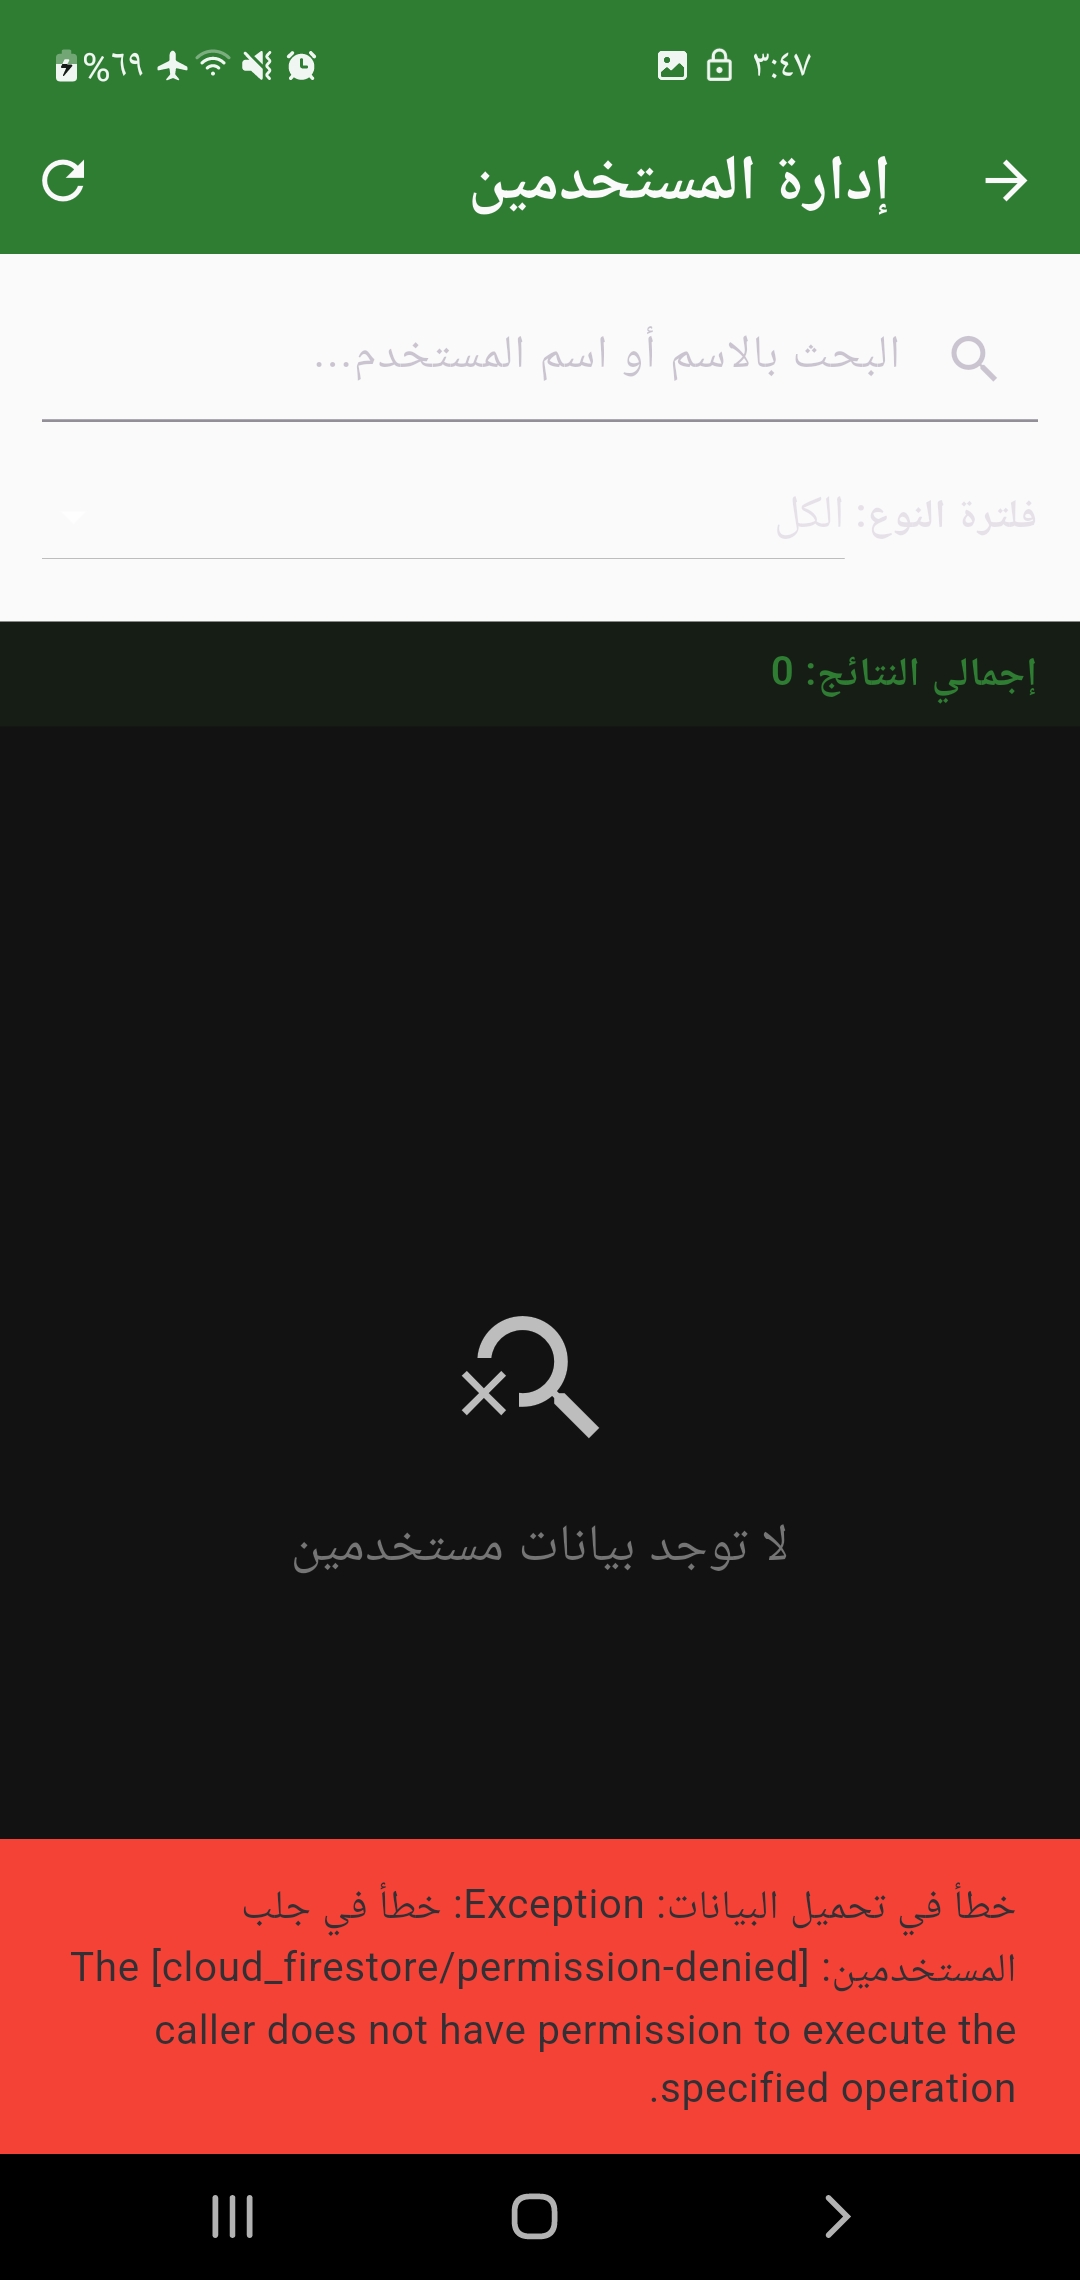 ٣:٤٧
%٦٩
إدارة المستخدمين
البحث بالاسم أو اسم المستخدم...
فلترة النوع: الكل
إجمالي النتائج: 0
لا توجد بيانات مستخدمين
خطأ في تحميل البيانات: Exception: خطأ في جلب
المستخدمين: [cloud_firestore/permission-denied] The
caller does not have permission to execute the
specified operation.